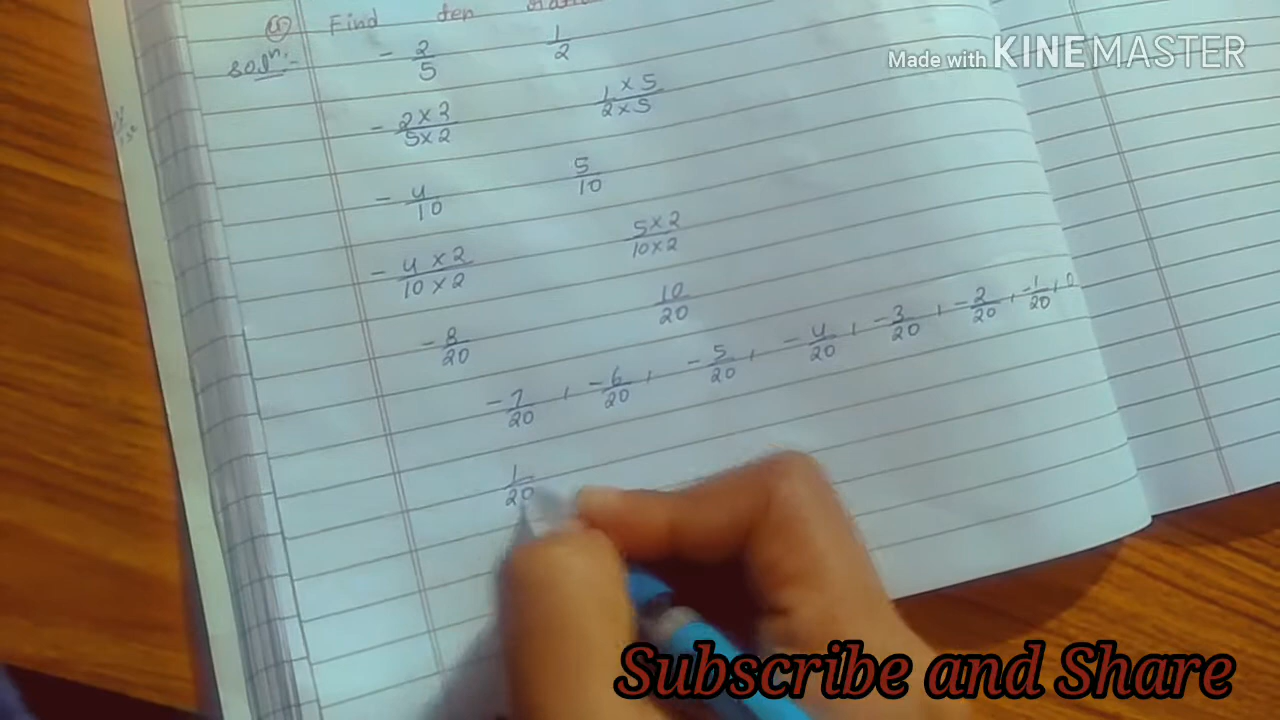 Made with KINEMASTER
Find ten
solⁿ:- - 2/5 1/2
- 2 × 2 / 5 × 2 1 × 5 / 2 × 5
- 4/10 5/10
- 4 × 2 / 10 × 2 5 × 2 / 10 × 2
- 8/20 10/20
- 7/20 , - 6/20 , - 5/20 , - 4/20 , - 3/20 , - 2/20 , - 1/20 , 0
1/20
Subscribe and Share